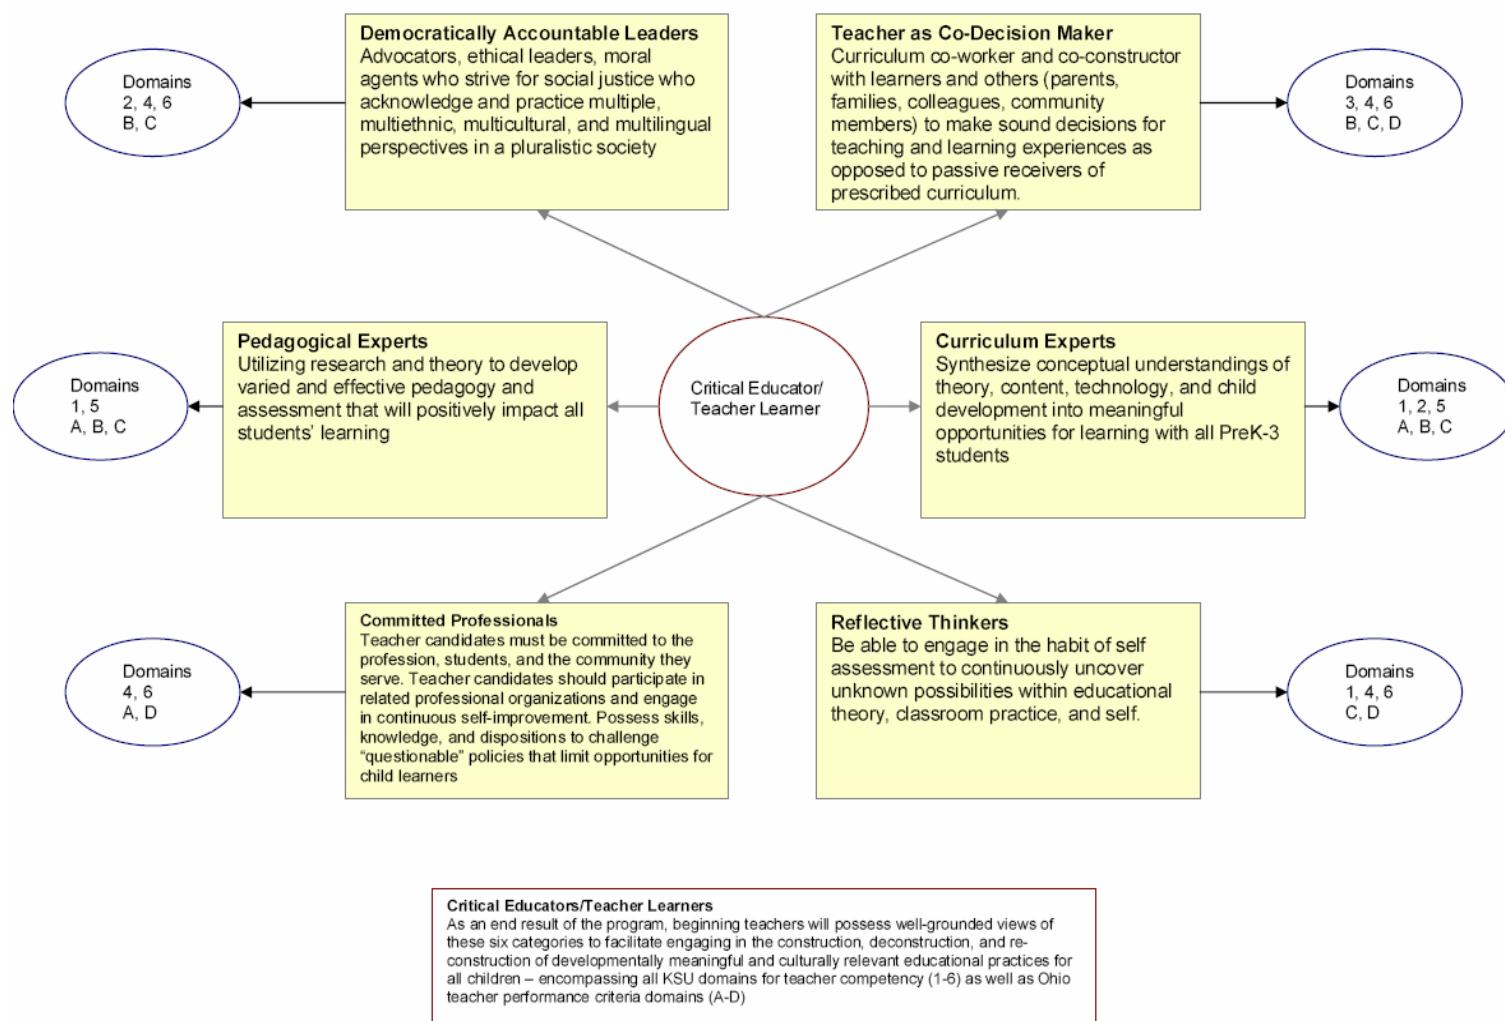 Democratically Accountable Leaders
Advocators, ethical leaders, moral
agents who strive for social justice who
acknowledge and practice multiple,
multiethnic, multicultural, and multilingual
perspectives in a pluralistic society
Teacher as Co-Decision Maker
Curriculum co-worker and co-constructor
with learners and others (parents,
families, colleagues, community
members) to make sound decisions for
teaching and learning experiences as
opposed to passive receivers of
prescribed curriculum.
Domains
2, 4, 6
B, C
Domains
3, 4, 6
B, C, D
Pedagogical Experts
Utilizing research and theory to develop
varied and effective pedagogy and
assessment that will positively impact all
students' learning
Curriculum Experts
Synthesize conceptual understandings of
theory, content, technology, and child
development into meaningful
opportunities for learning with all PreK-3
students
Domains
1, 5
A, B, C
Critical Educator/
Teacher Learner
Domains
1, 2, 5
A, B, C
Committed Professionals
Teacher candidates must be committed to the
profession, students, and the community they
serve. Teacher candidates should participate in
related professional organizations and engage
in continuous self-improvement. Possess skills,
knowledge, and dispositions to challenge
"questionable" policies that limit opportunities for
child learners
Reflective Thinkers
Be able to engage in the habit of self
assessment to continuously uncover
unknown possibilities within educational
theory, classroom practice, and self.
Domains
4, 6
A, D
Domains
1, 4, 6
C, D
Critical Educators/Teacher Learners
As an end result of the program, beginning teachers will possess well-grounded views of
these six categories to facilitate engaging in the construction, deconstruction, and re-
construction of developmentally meaningful and culturally relevant educational practices for
all children – encompassing all KSU domains for teacher competency (1-6) as well as Ohio
teacher performance criteria domains (A-D)